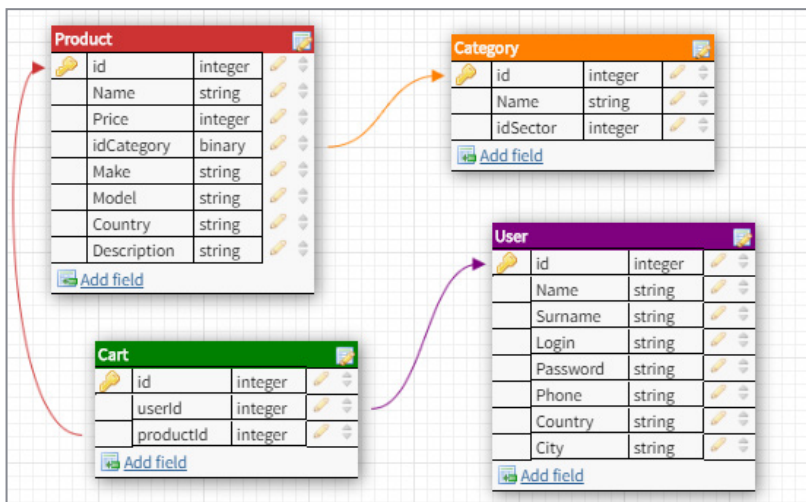 Product
id integer
Name string
Price integer
idCategory binary
Make string
Model string
Country string
Description string
Add field
Category
id integer
Name string
idSector integer
Add field
Cart
id integer
userId integer
productId integer
Add field
User
id integer
Name string
Surname string
Login string
Password string
Phone string
Country string
City string
Add field